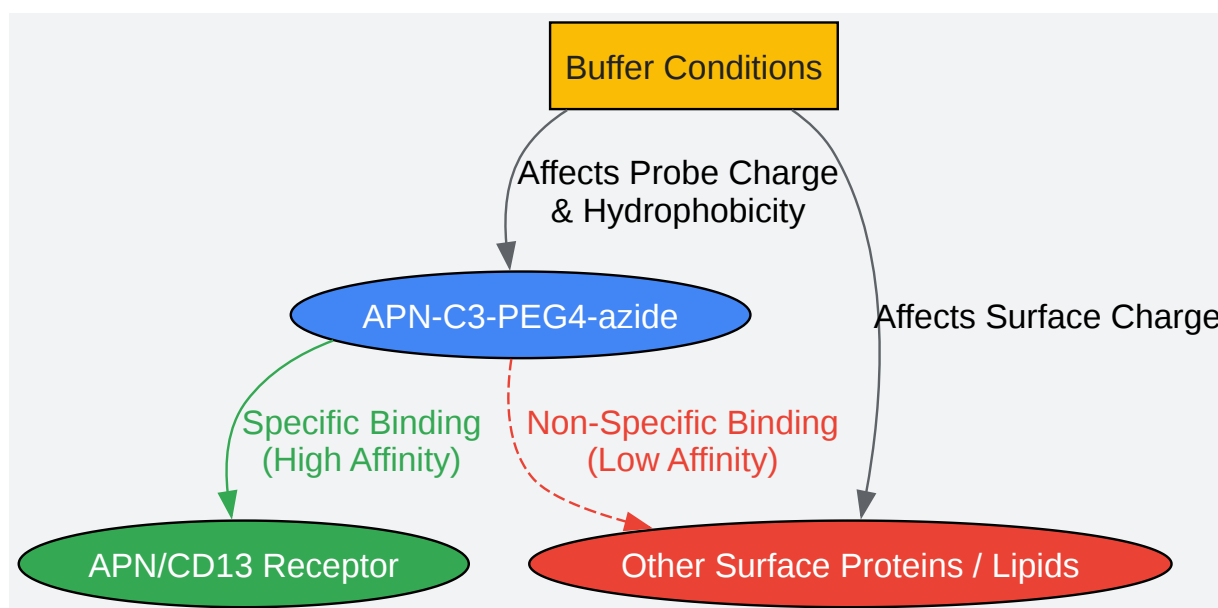 Buffer Conditions
Affects Probe Charge
& Hydrophobicity
APN-C3-PEG4-azide
Affects Surface Charge
Specific Binding
(High Affinity)
Non-Specific Binding
(Low Affinity)
APN/CD13 Receptor
Other Surface Proteins / Lipids